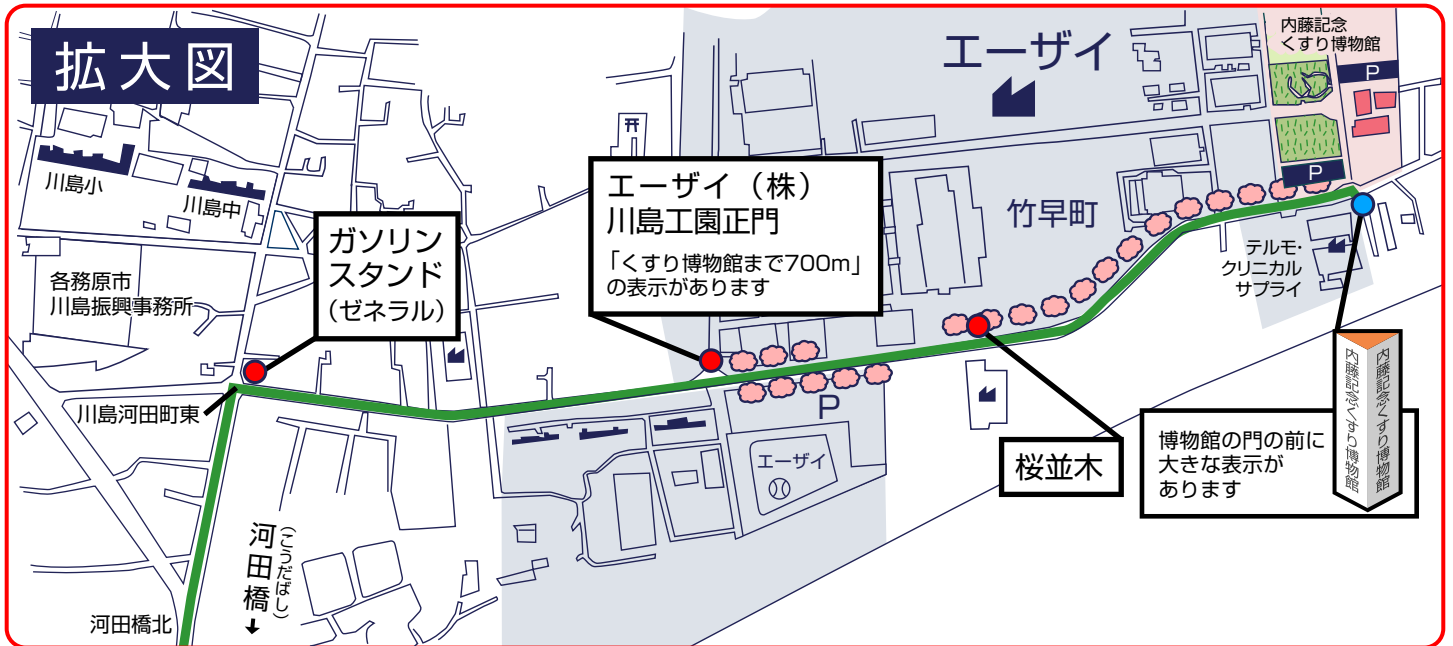 拡大図
エーザイ
内藤記念
くすり博物館
P
P
川島小
川島中
各務原市
川島振興事務所
ガソリン
スタンド
(ゼネラル)
エーザイ(株)
川島工園正門
「くすり博物館まで700m」
の表示があります
竹早町
テルモ・
クリニカル
サプライ
川島河田町東
P
エーザイ
桜並木
博物館の門の前に
大きな表示が
あります
内藤記念くすり博物館
内藤記念くすり博物館
河田橋
(こうだばし)
河田橋北